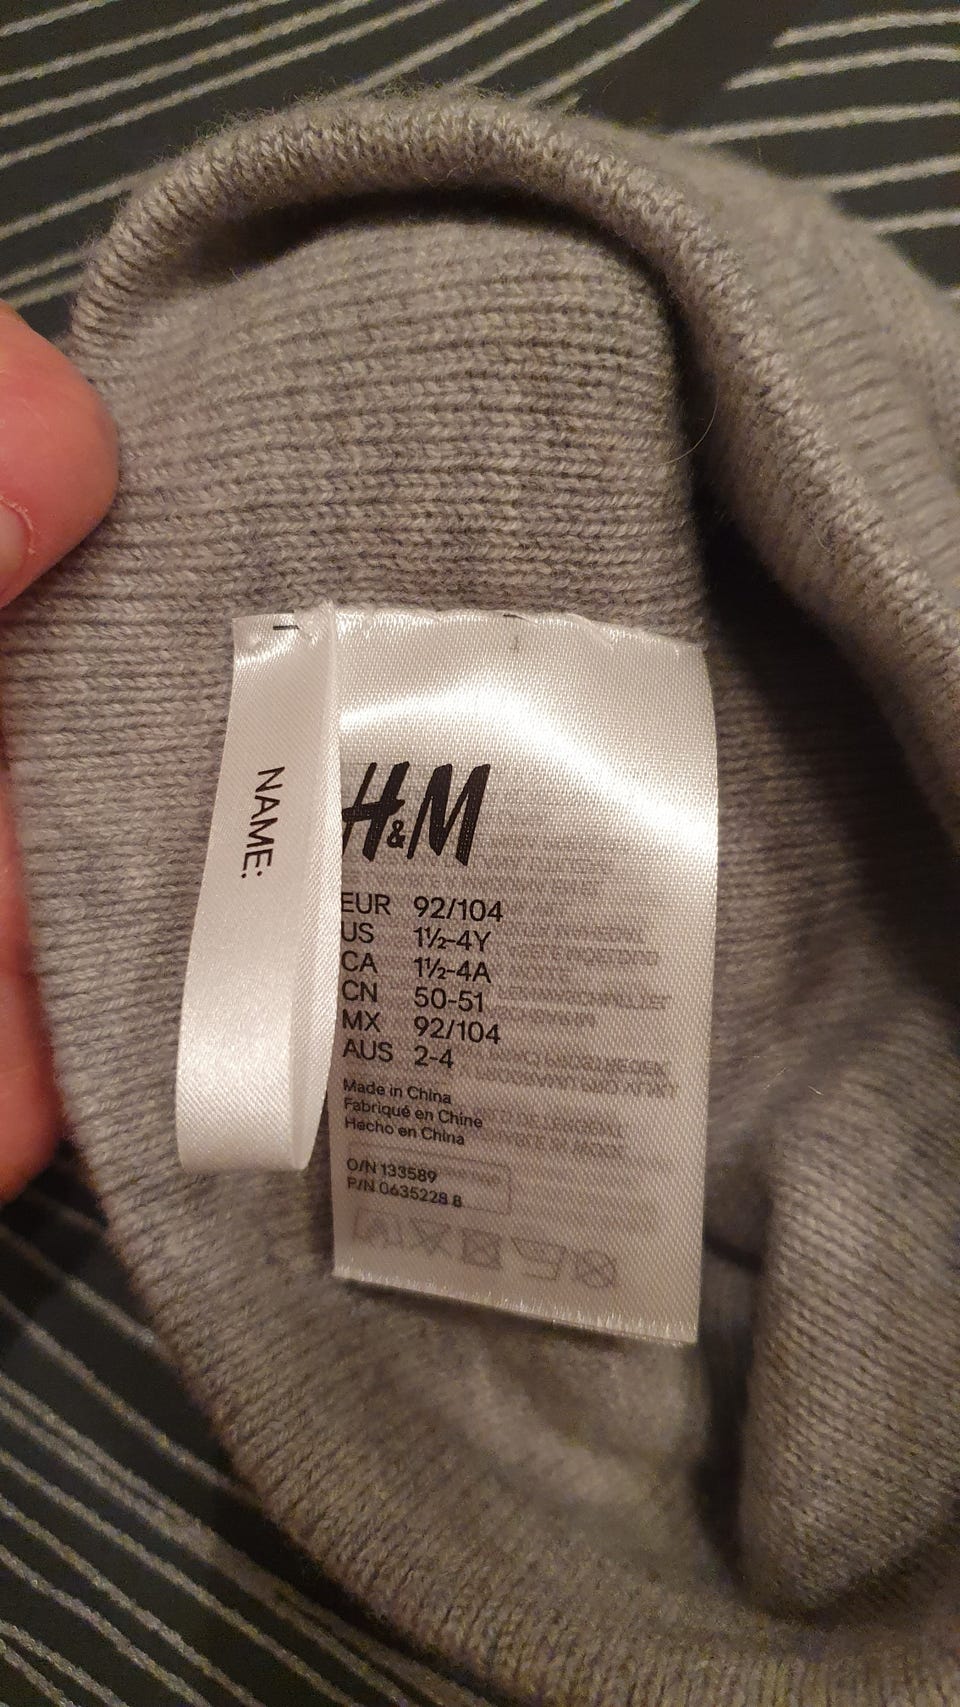 NAME:
H&M
EUR 92/104
US 1½-4Y
CA 1½-4A
CN 50-51
MX 92/104
AUS 2-4
Made in China
Fabriqué en Chine
Hecho en China
O/N 133589
P/N 0635228 8